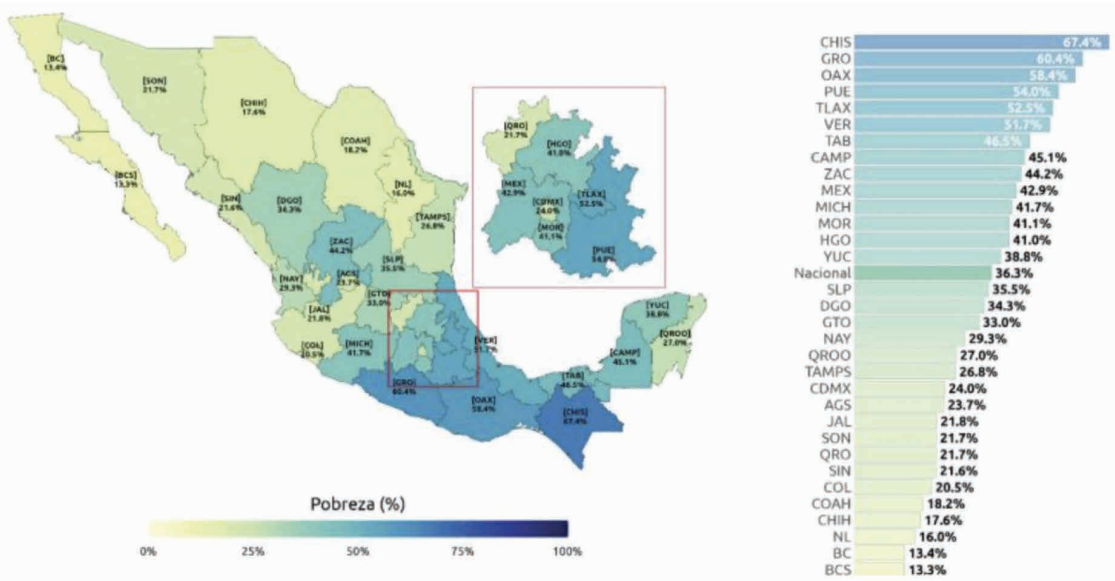 [BC]
13.4%
[SON]
21.7%
[CHIH]
17.6%
[COAH]
18.2%
[BCS]
13.3%
[SIN]
21.6%
[DGO]
34.3%
[NL]
16.0%
[TAMPS]
26.8%
[ZAC]
44.2%
[SLP]
35.5%
[NAY]
29.3%
[AGS]
23.7%
[GTO]
33.0%
[JAL]
21.8%
[COL]
20.5%
[MICH]
41.7%
[VER]
51.7%
[GRO]
60.4%
[OAX]
58.4%
[TAB]
46.5%
[CHIS]
67.4%
[CAMP]
45.1%
[YUC]
38.8%
[QROO]
27.0%
[QRO]
21.7%
[HGO]
[MEX]
42.9%
[CDMX]
24.0%
[TLAX]
52.5%
[MOR]
41.1%
[PUE]
54.0%
Pobreza (%)
0% 25% 50% 75% 100%
CHIS 67.4%
GRO 60.4%
OAX 58.4%
PUE 54.0%
TLAX 52.5%
VER 51.7%
TAB 46.5%
CAMP 45.1%
ZAC 44.2%
MEX 42.9%
MICH 41.7%
MOR 41.1%
HGO 41.0%
YUC 38.8%
Nacional 36.3%
SLP 35.5%
DGO 34.3%
GTO 33.0%
NAY 29.3%
QROO 27.0%
TAMPS 26.8%
CDMX 24.0%
AGS 23.7%
JAL 21.8%
SON 21.7%
QRO 21.7%
SIN 21.6%
COL 20.5%
COAH 18.2%
CHIH 17.6%
NL 16.0%
BC 13.4%
BCS 13.3%